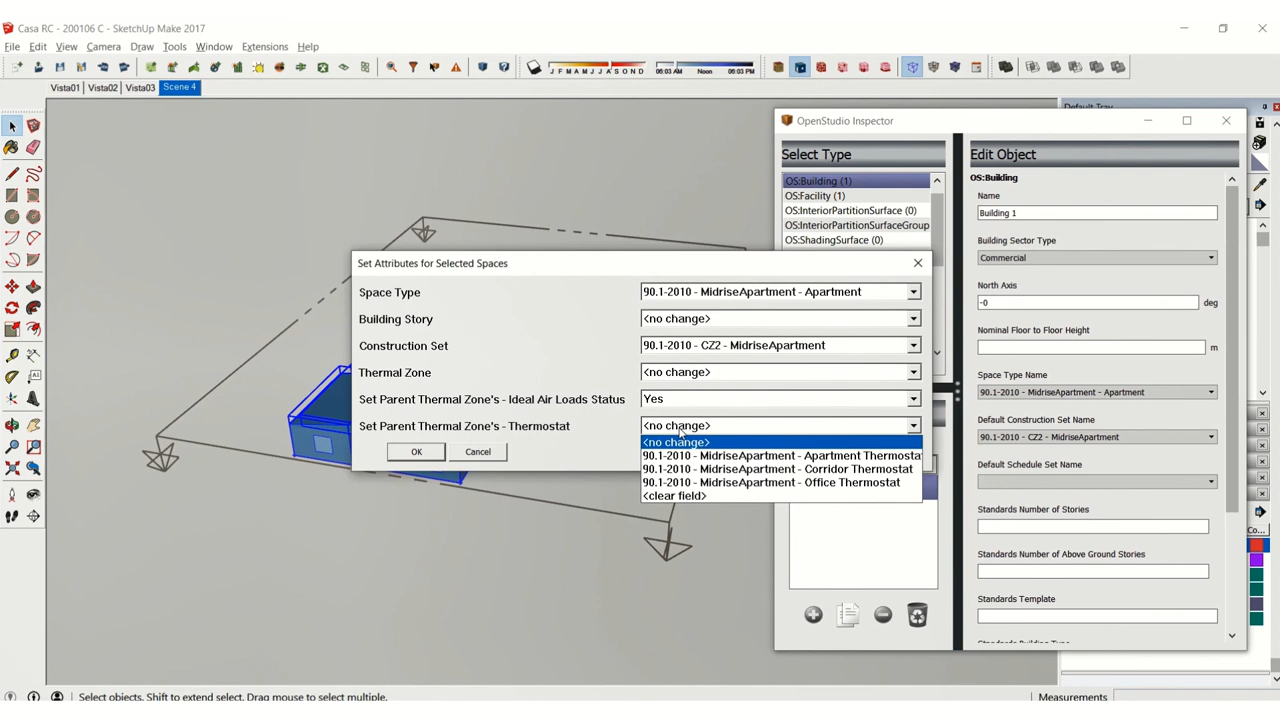 Casa RC - 200106 C - SketchUp Make 2017
File Edit View Camera Draw Tools Window Extensions Help
J F M A M J J A S O N D 06:03 AM Noon 06:03 PM
Vista01 Vista02 Vista03 Scene 4
Default Tray
OpenStudio Inspector
Select Type
OS:Building (1)
OS:Facility (1)
OS:InteriorPartitionSurface (0)
OS:InteriorPartitionSurfaceGroup
OS:ShadingSurface (0)
Edit Object
OS:Building
Name
Building 1
Building Sector Type
Commercial
North Axis
-0 deg
Nominal Floor to Floor Height
m
Space Type Name
90.1-2010 - MidriseApartment - Apartment
Default Construction Set Name
90.1-2010 - CZ2 - MidriseApartment
Default Schedule Set Name
Standards Number of Stories
Standards Number of Above Ground Stories
Standards Template
Standards Building Type
Co...
Set Attributes for Selected Spaces
Space Type 90.1-2010 - MidriseApartment - Apartment
Building Story <no change>
Construction Set 90.1-2010 - CZ2 - MidriseApartment
Thermal Zone <no change>
Set Parent Thermal Zone's - Ideal Air Loads Status Yes
Set Parent Thermal Zone's - Thermostat <no change>
<no change>
90.1-2010 - MidriseApartment - Apartment Thermosta
90.1-2010 - MidriseApartment - Corridor Thermostat
90.1-2010 - MidriseApartment - Office Thermostat
<clear field>
OK Cancel
Select objects. Shift to extend select. Drag mouse to select multiple.
Measurements